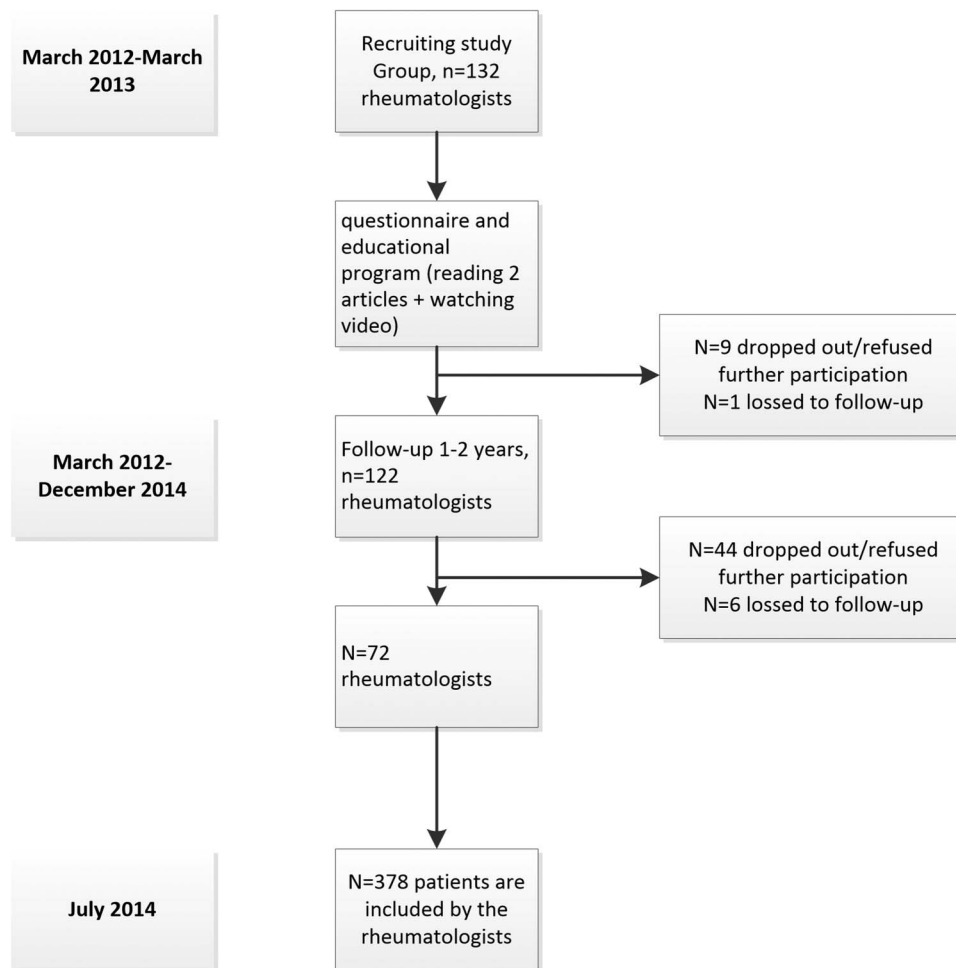 March 2012-March
2013
Recruiting study
Group, n=132
rheumatologists
questionnaire and
educational
program (reading 2
articles + watching
video)
N=9 dropped out/refused
further participation
N=1 lossed to follow-up
March 2012-
December 2014
Follow-up 1-2 years,
n=122
rheumatologists
N=44 dropped out/refused
further participation
N=6 lossed to follow-up
N=72
rheumatologists
July 2014
N=378 patients are
included by the
rheumatologists